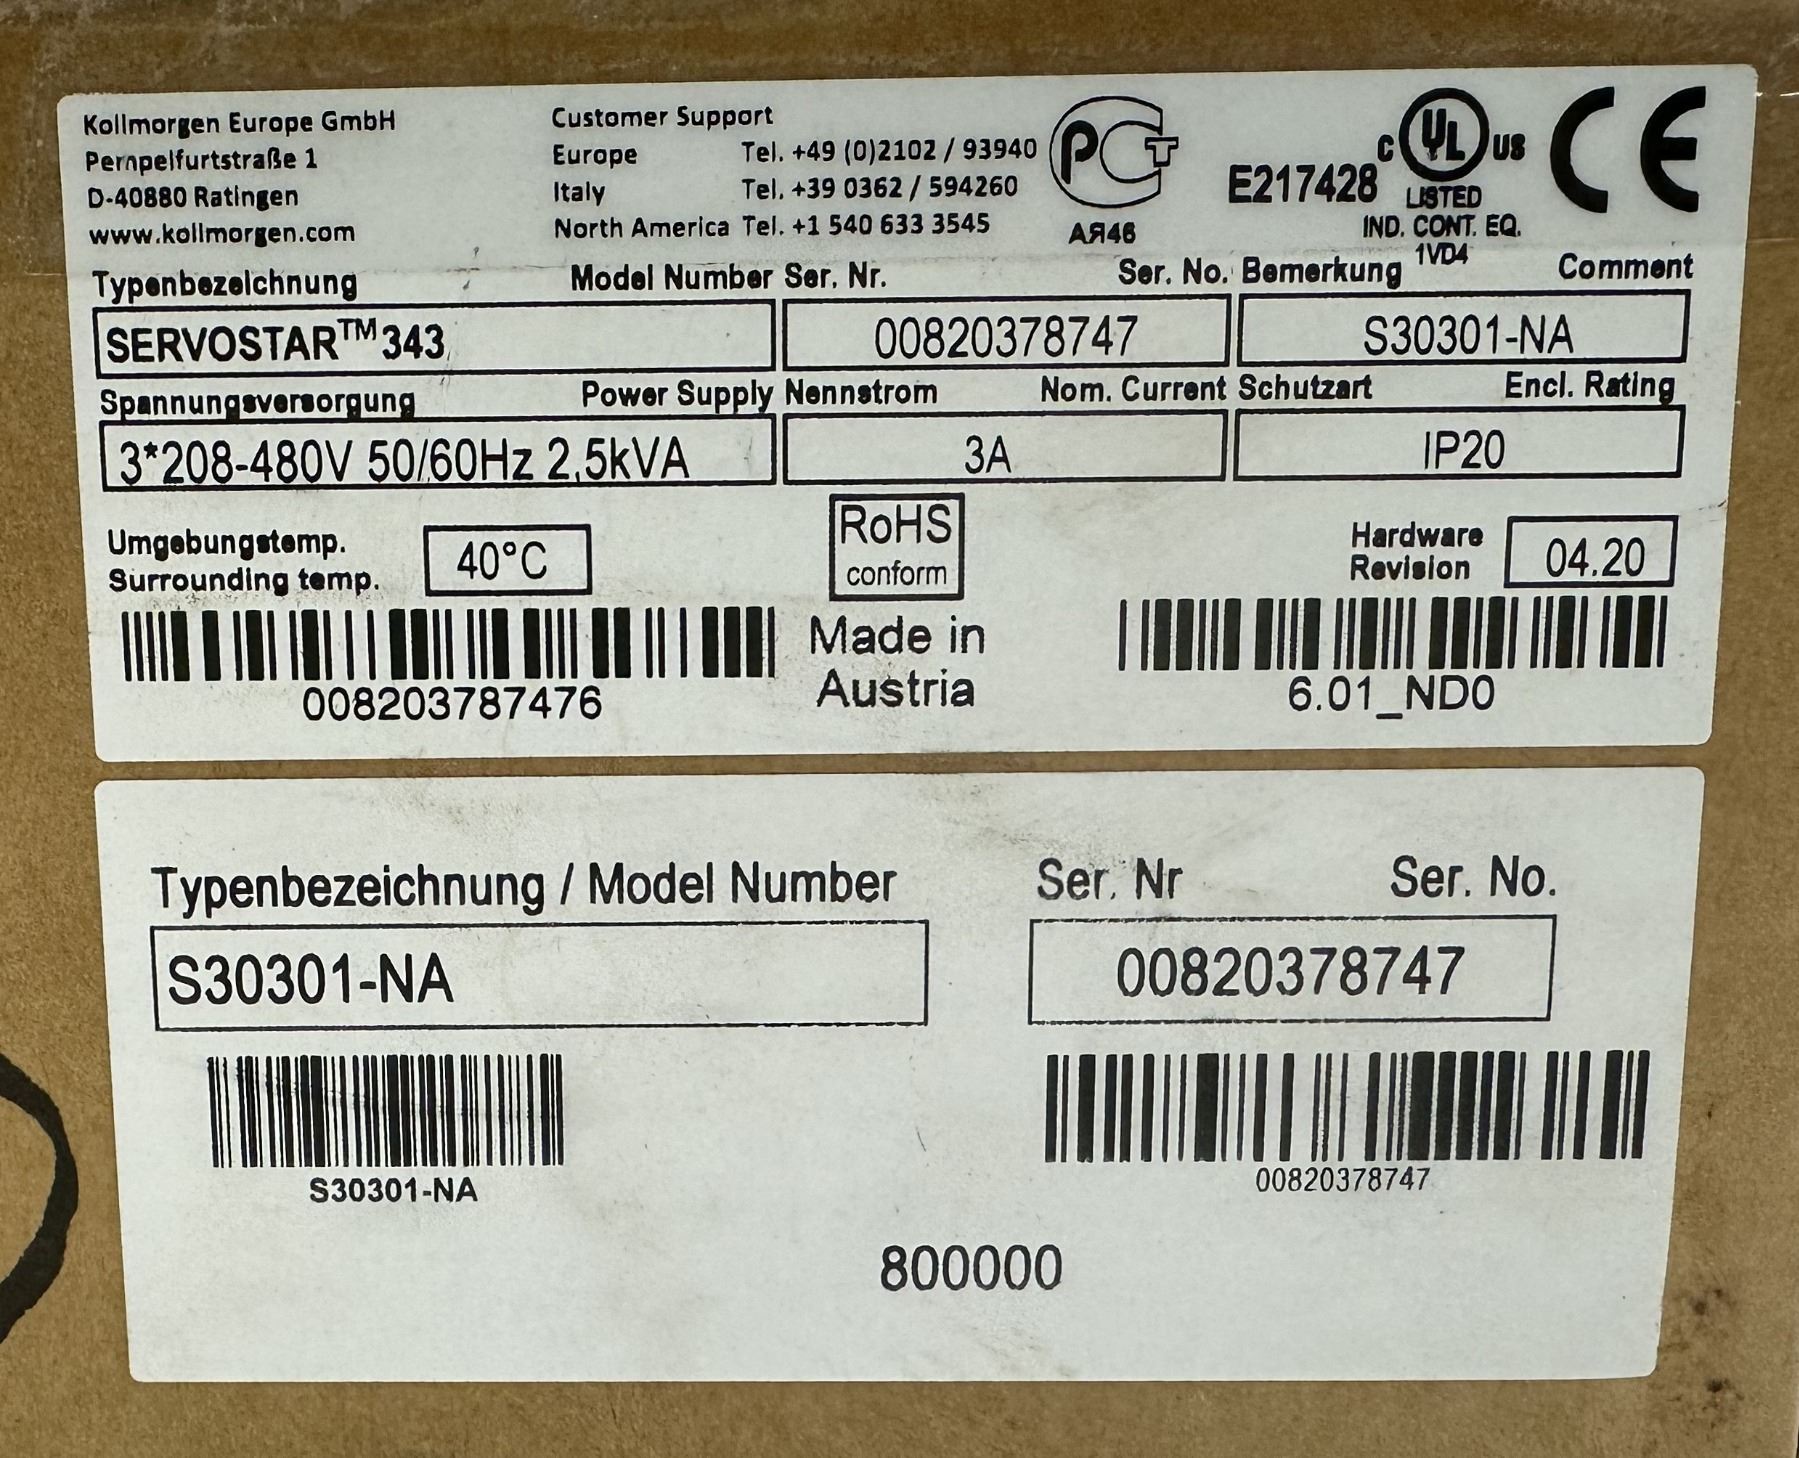 Kollmorgen Europe GmbH
Pempelfurtstraße 1
D-40880 Ratingen
www.kollmorgen.com
Customer Support
Europe Tel. +49 (0)2102 / 93940
Italy Tel. +39 0362 / 594260
North America Tel. +1 540 633 3545
РСТ
АЯ46
E217428
C UL US
LISTED
IND. CONT. EQ.
1VD4
CE
Typenbezeichnung Model Number Ser. Nr. Ser. No. Bemerkung Comment
SERVOSTAR™343 00820378747 S30301-NA
Spannungsversorgung Power Supply Nennstrom Nom. Current Schutzart Encl. Rating
3*208-480V 50/60Hz 2,5kVA 3A IP20
Umgebungstemp.
Surrounding temp.
40°C
RoHS
conform
Hardware
Revision
04.20
Made in
Austria
008203787476
6.01_ND0
Typenbezeichnung / Model Number Ser. Nr Ser. No.
S30301-NA 00820378747
S30301-NA 00820378747
800000